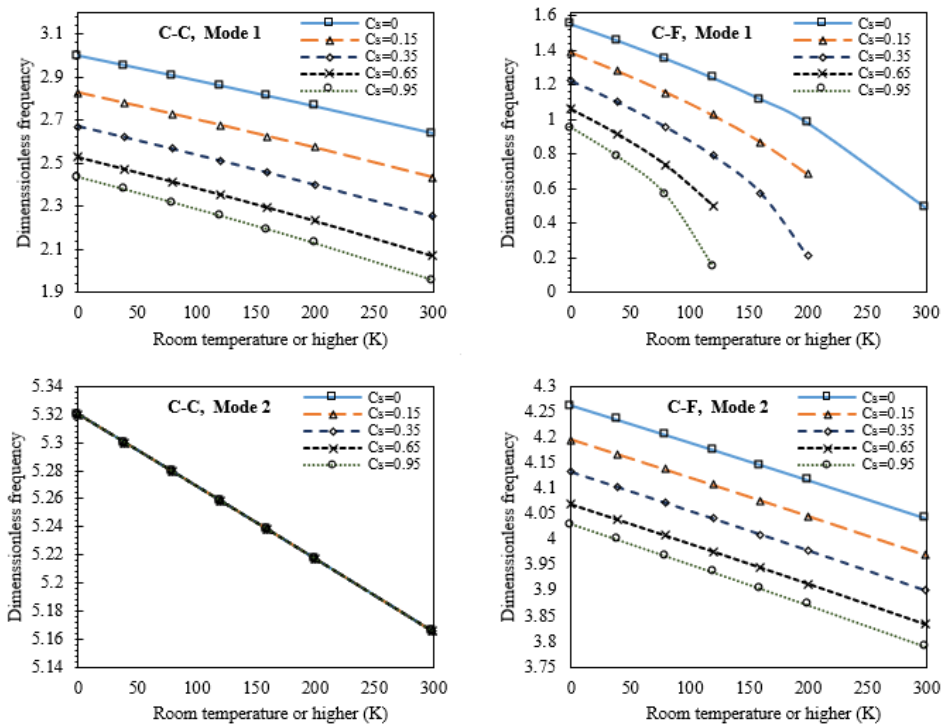 C-C, Mode 1
Cs=0
Cs=0.15
Cs=0.35
Cs=0.65
Cs=0.95
Dimenssionless frequency
3.1
2.9
2.7
2.5
2.3
2.1
1.9
0 50 100 150 200 250 300
Room temperature or higher (K)
C-F, Mode 1
Cs=0
Cs=0.15
Cs=0.35
Cs=0.65
Cs=0.95
Dimenssionless frequency
1.6
1.4
1.2
1
0.8
0.6
0.4
0.2
0
0 50 100 150 200 250 300
Room temperature or higher (K)
C-C, Mode 2
Cs=0
Cs=0.15
Cs=0.35
Cs=0.65
Cs=0.95
Dimenssionless frequency
5.34
5.32
5.3
5.28
5.26
5.24
5.22
5.2
5.18
5.16
5.14
0 50 100 150 200 250 300
Room temperature or higher (K)
C-F, Mode 2
Cs=0
Cs=0.15
Cs=0.35
Cs=0.65
Cs=0.95
Dimenssionless frequency
4.3
4.25
4.2
4.15
4.1
4.05
4
3.95
3.9
3.85
3.8
3.75
0 50 100 150 200 250 300
Room temperature or higher (K)